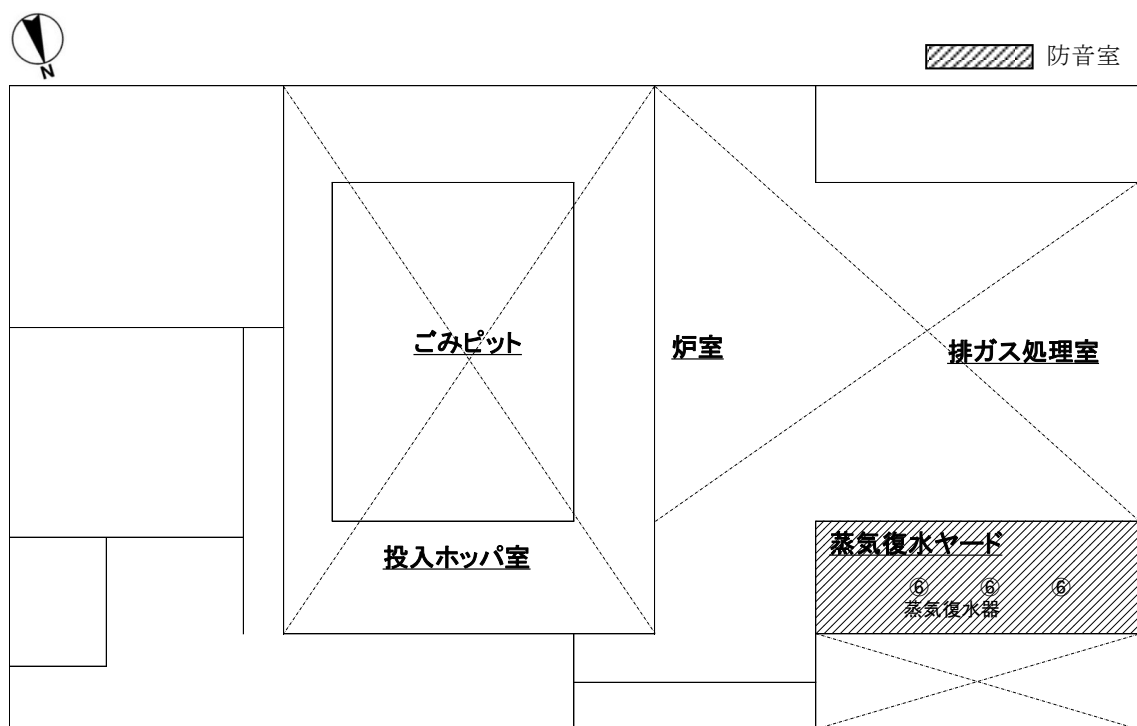 N
防音室
ごみピット
炉室
排ガス処理室
投入ホッパ室
蒸気復水ヤード
⑥ ⑥ ⑥
蒸気復水器